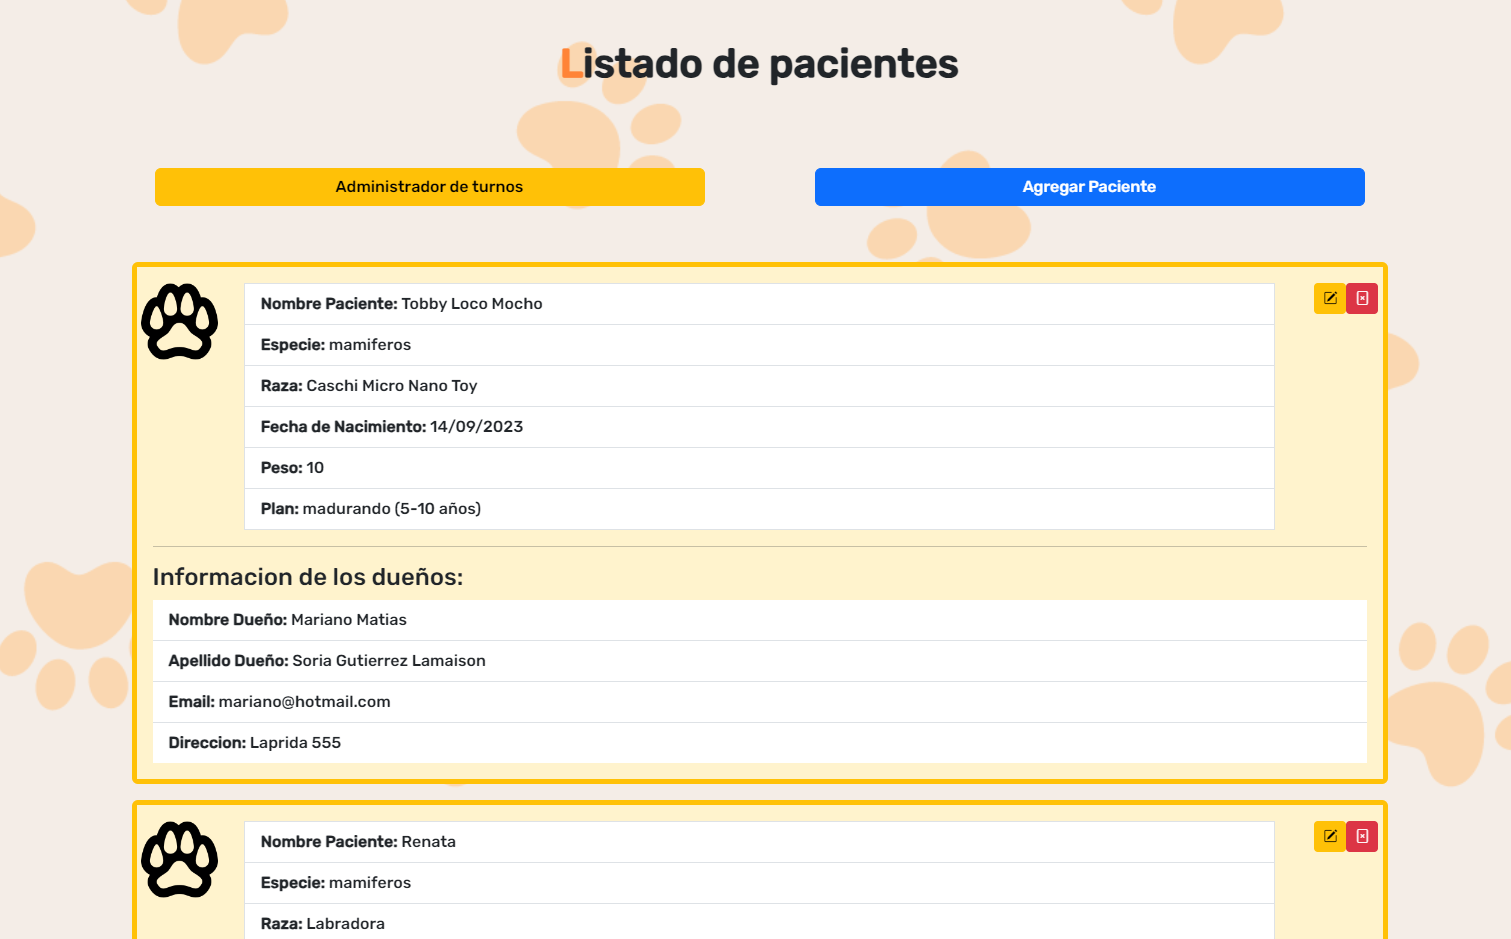 Listado de pacientes
Administrador de turnos
Agregar Paciente
Nombre Paciente: Tobby Loco Mocho
Especie: mamiferos
Raza: Caschi Micro Nano Toy
Fecha de Nacimiento: 14/09/2023
Peso: 10
Plan: madurando (5-10 años)
Informacion de los dueños:
Nombre Dueño: Mariano Matias
Apellido Dueño: Soria Gutierrez Lamaison
Email: mariano@hotmail.com
Direccion: Laprida 555
Nombre Paciente: Renata
Especie: mamiferos
Raza: Labradora